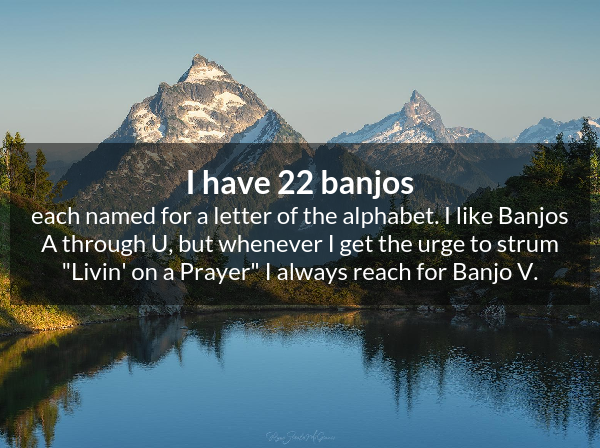 I have 22 banjos
each named for a letter of the alphabet. I like Banjos
A through U, but whenever I get the urge to strum
"Livin' on a Prayer" I always reach for Banjo V.